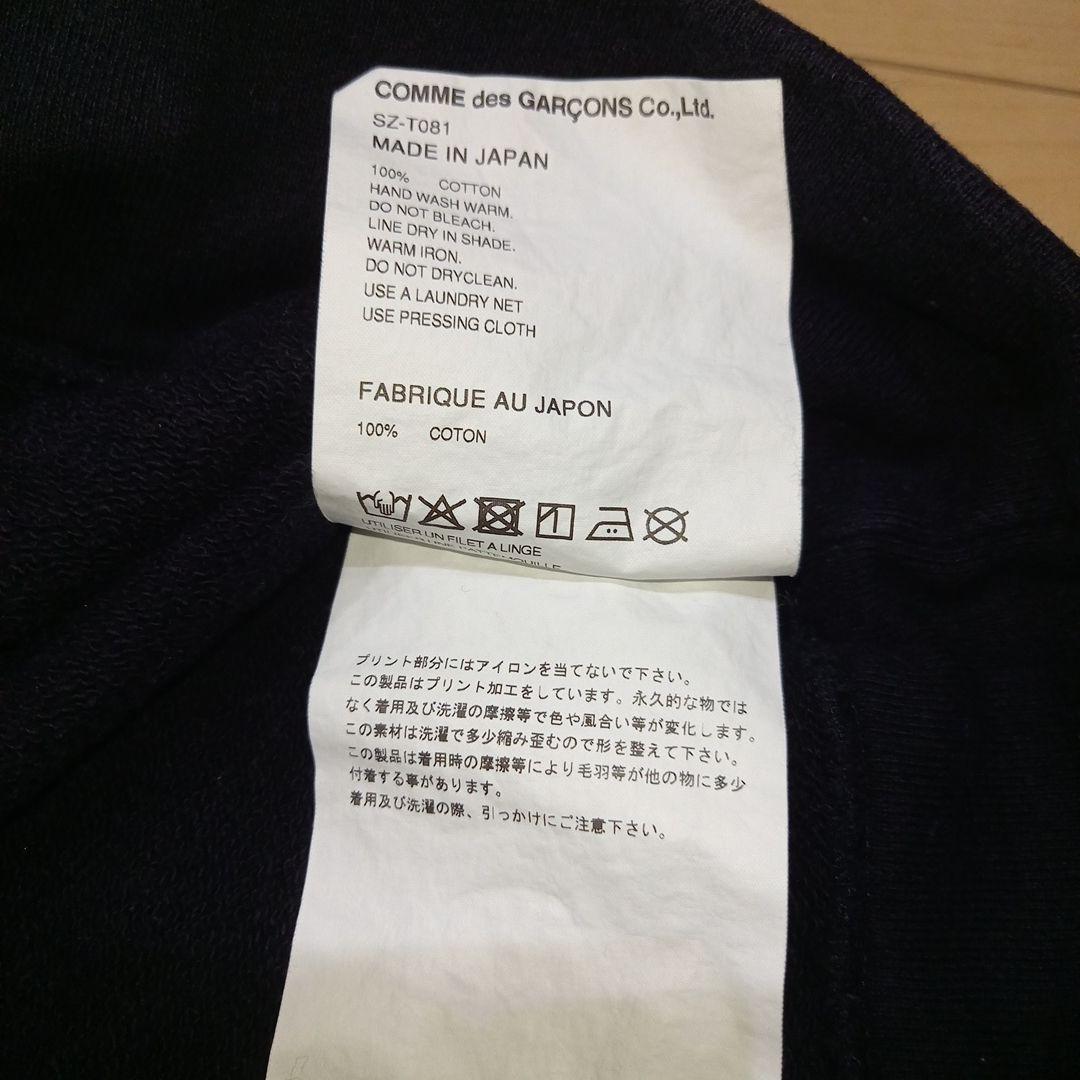 COMME des GARÇONS Co.,Ltd.
SZ-T081
MADE IN JAPAN
100% COTTON
HAND WASH WARM.
DO NOT BLEACH.
LINE DRY IN SHADE.
WARM IRON.
DO NOT DRYCLEAN.
USE A LAUNDRY NET
USE PRESSING CLOTH
FABRIQUE AU JAPON
100% COTON
UTILISER UN FILET A LINGE
プリント部分にはアイロンを当てないで下さい。
この製品はプリント加工をしています。永久的な物では
なく着用及び洗濯の摩擦等で色や風合い等が変化します。
この素材は洗濯で多少縮み歪むので形を整えて下さい。
この製品は着用時の摩擦等により毛羽等が他の物に多少
付着する事があります。
着用及び洗濯の際、引っかけにご注意下さい。